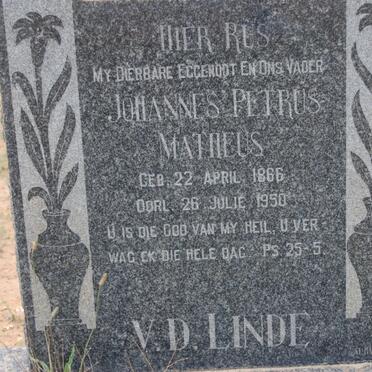 HIER RUS
MY DIERBARE EGGENOOT EN ONS VADER
JOHANNES PETRUS
MATHEUS
GEB. 22 APRIL 1866
OORL. 26 JULIE 1950
U IS DIE GOD VAN MY HEIL, U VER-
WAG EK DIE HELE DAG. PS. 25-5.
V.D. LINDE